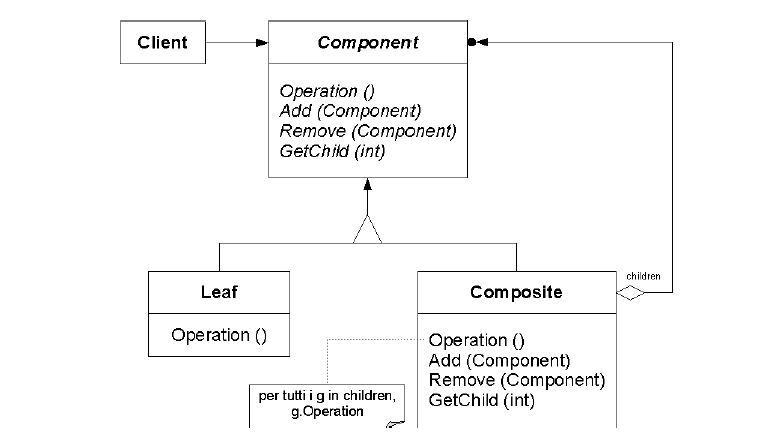 Client
Component
Operation ()
Add (Component)
Remove (Component)
GetChild (int)
children
Leaf
Operation ()
Composite
Operation ()
Add (Component)
Remove (Component)
GetChild (int)
per tutti i g in children,
g.Operation